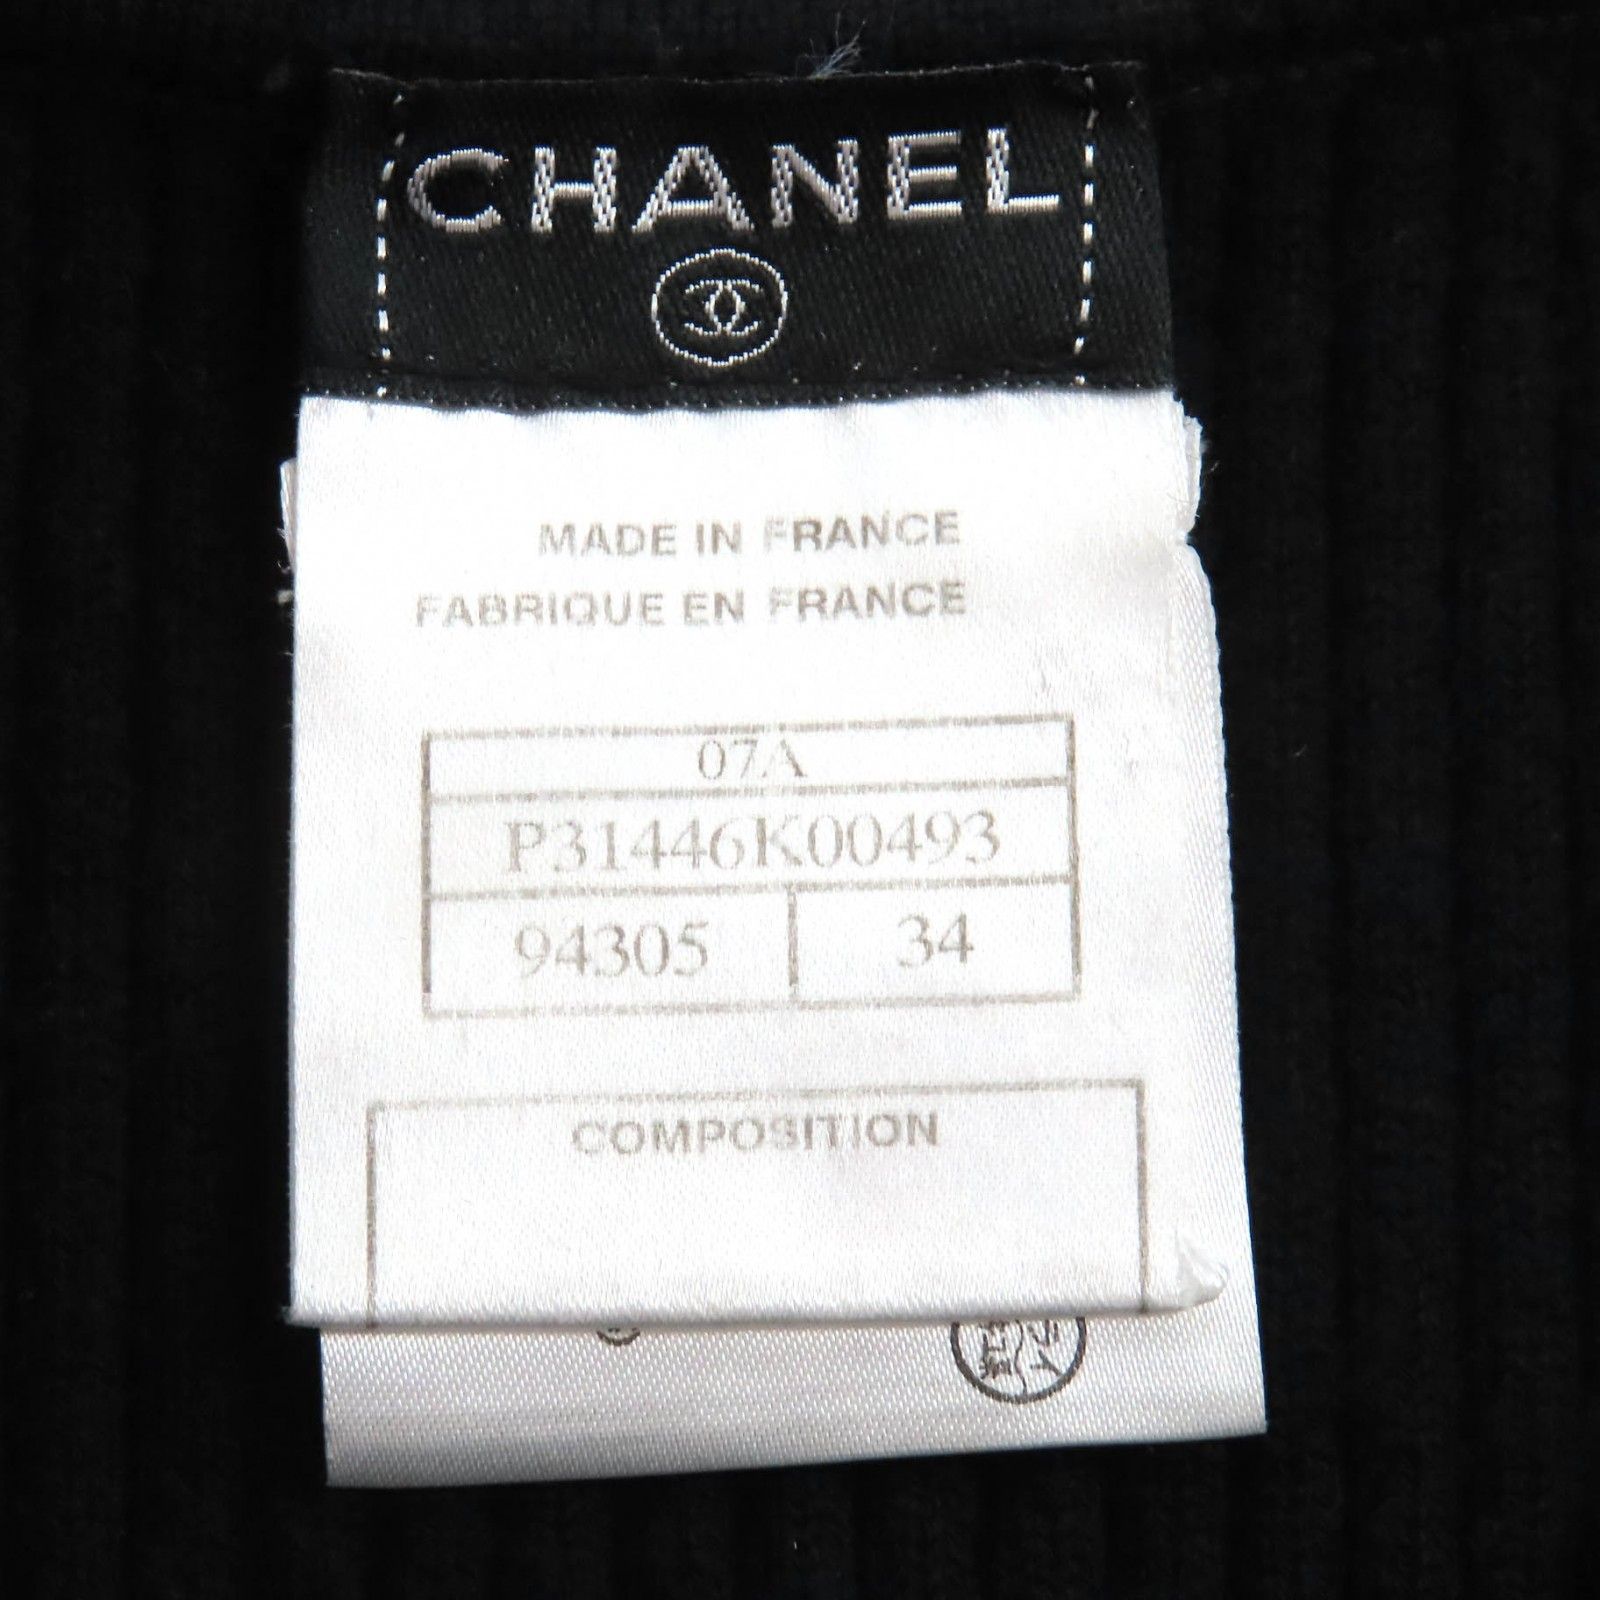 CHANEL
MADE IN FRANCE
FABRIQUE EN FRANCE
07A
P31446K00493
94305 34
COMPOSITION